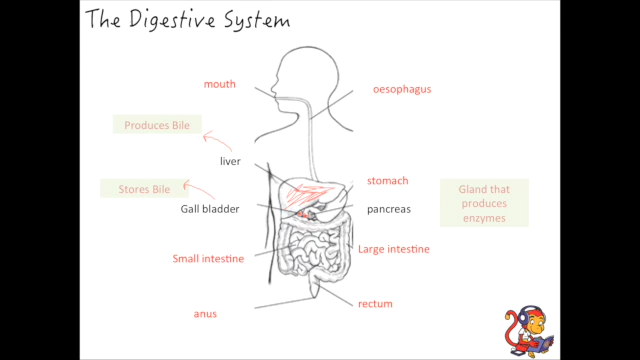 The Digestive System
mouth
oesophagus
Produces Bile
liver
stomach
Stores Bile
Gall bladder
pancreas
Gland that
produces
enzymes
Small intestine
Large intestine
rectum
anus